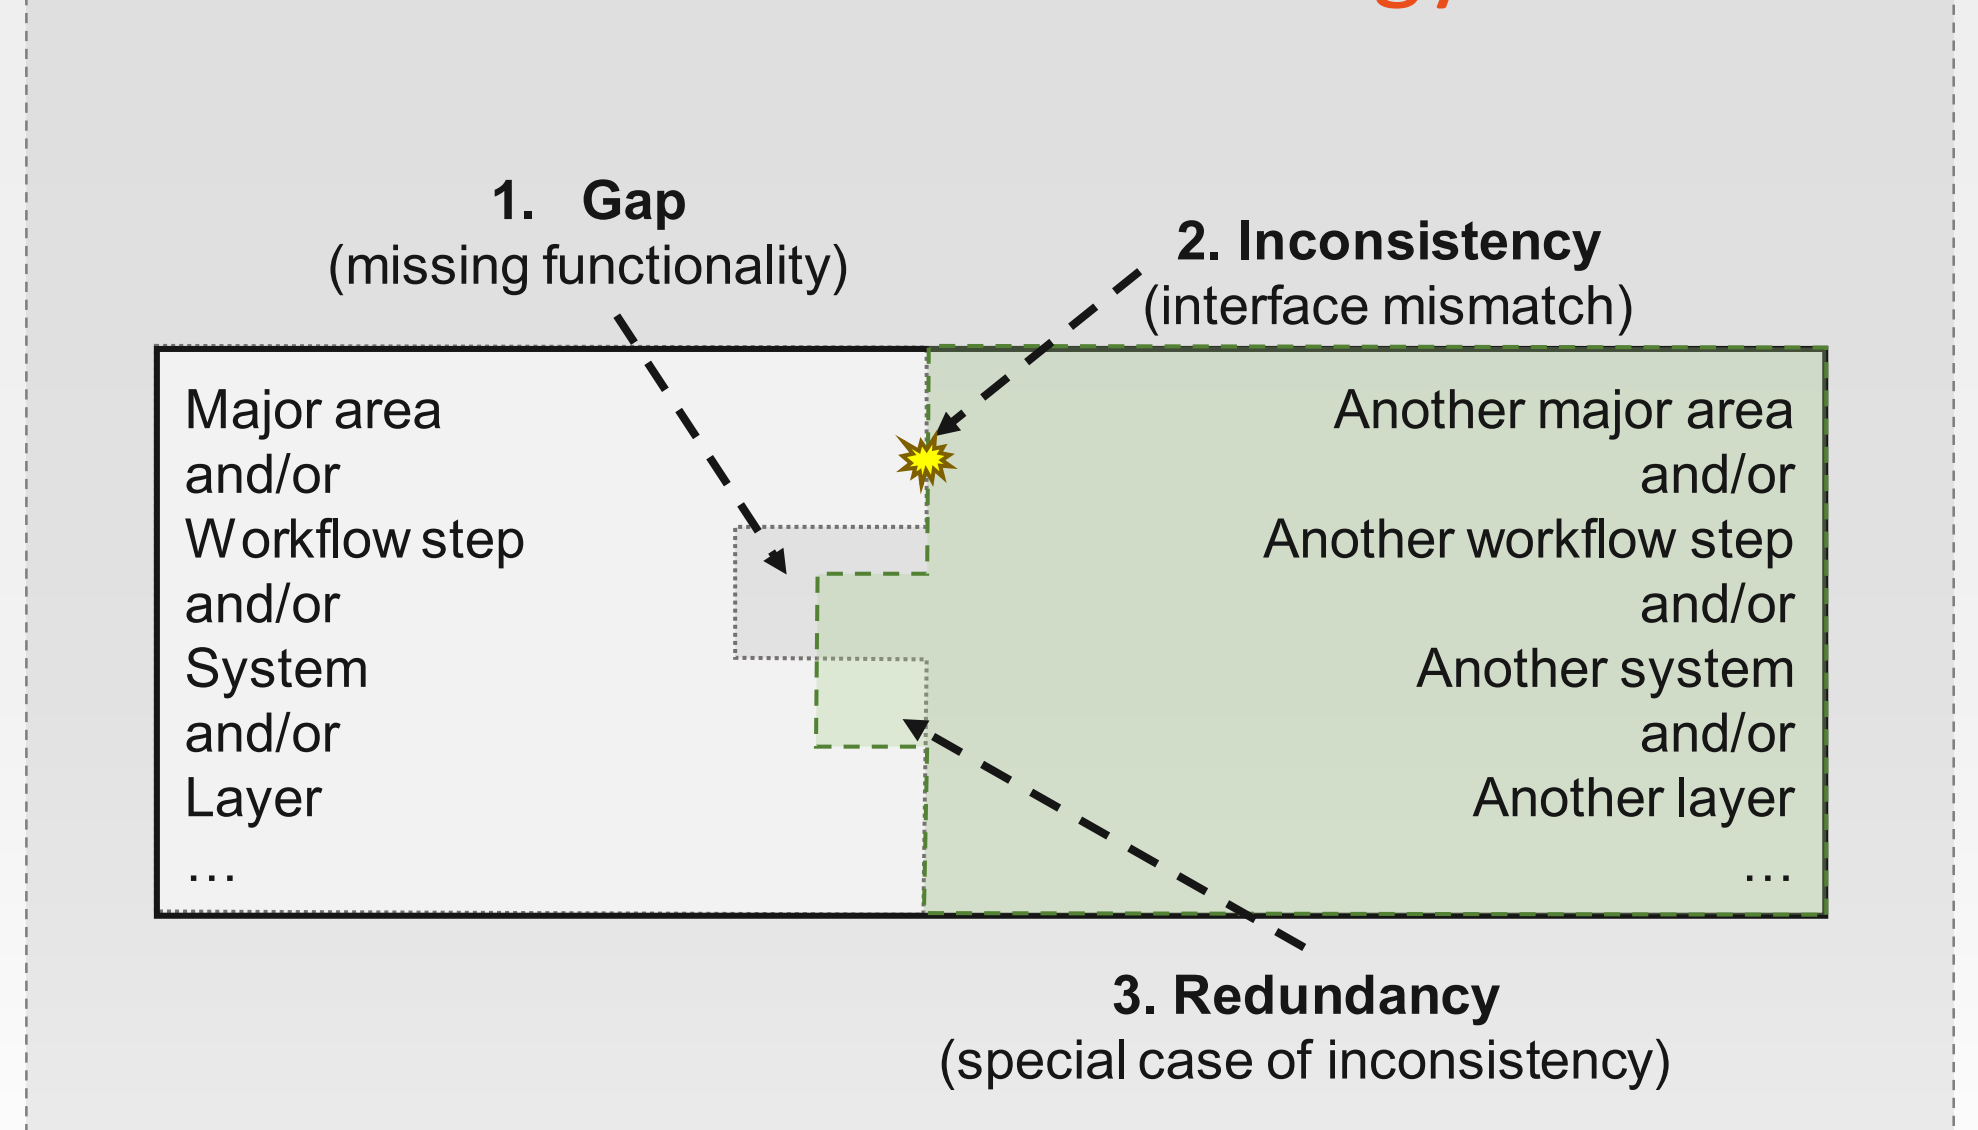 1. Gap
(missing functionality)
2. Inconsistency
(interface mismatch)
Major area
and/or
Workflow step
and/or
System
and/or
Layer
…
Another major area
and/or
Another workflow step
and/or
Another system
and/or
Another layer
…
3. Redundancy
(special case of inconsistency)